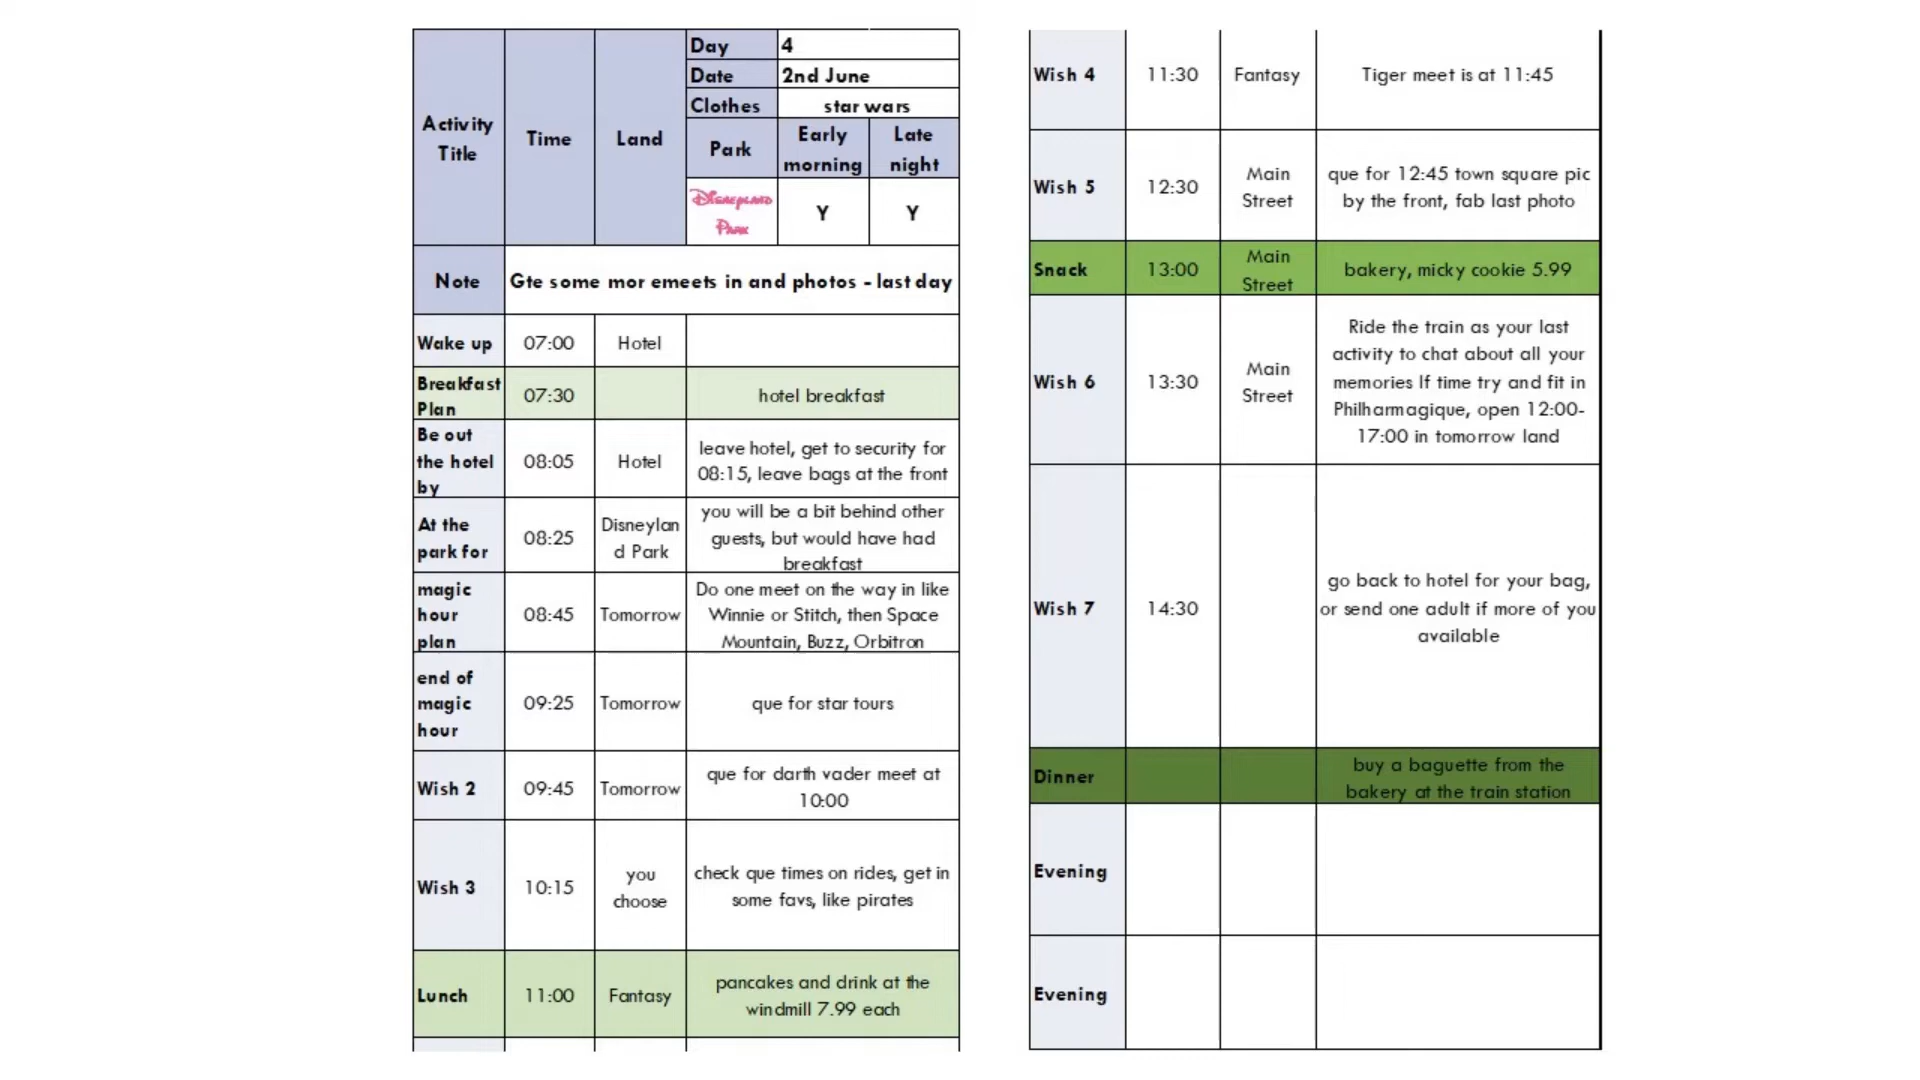 Activity
Title
Time
Land
Day
4
Date
2nd June
Clothes
star wars
Park
Early
morning
Late
night
Disneyland
Park
Y
Y
Note
Gte some mor emeets in and photos - last day
Wake up
07:00
Hotel
Breakfast
Plan
07:30
hotel breakfast
Be out
the hotel
by
08:05
Hotel
leave hotel, get to security for
08:15, leave bags at the front
At the
park for
08:25
Disneylan
d Park
you will be a bit behind other
guests, but would have had
breakfast
magic
hour
plan
08:45
Tomorrow
Do one meet on the way in like
Winnie or Stitch, then Space
Mountain, Buzz, Orbitron
end of
magic
hour
09:25
Tomorrow
que for star tours
Wish 2
09:45
Tomorrow
que for darth vader meet at
10:00
Wish 3
10:15
you
choose
check que times on rides, get in
some favs, like pirates
Lunch
11:00
Fantasy
pancakes and drink at the
windmill 7.99 each
Wish 4
11:30
Fantasy
Tiger meet is at 11:45
Wish 5
12:30
Main
Street
que for 12:45 town square pic
by the front, fab last photo
Snack
13:00
Main
Street
bakery, micky cookie 5.99
Wish 6
13:30
Main
Street
Ride the train as your last
activity to chat about all your
memories If time try and fit in
Philharmagique, open 12:00-
17:00 in tomorrow land
Wish 7
14:30
go back to hotel for your bag,
or send one adult if more of you
available
Dinner
buy a baguette from the
bakery at the train station
Evening
Evening